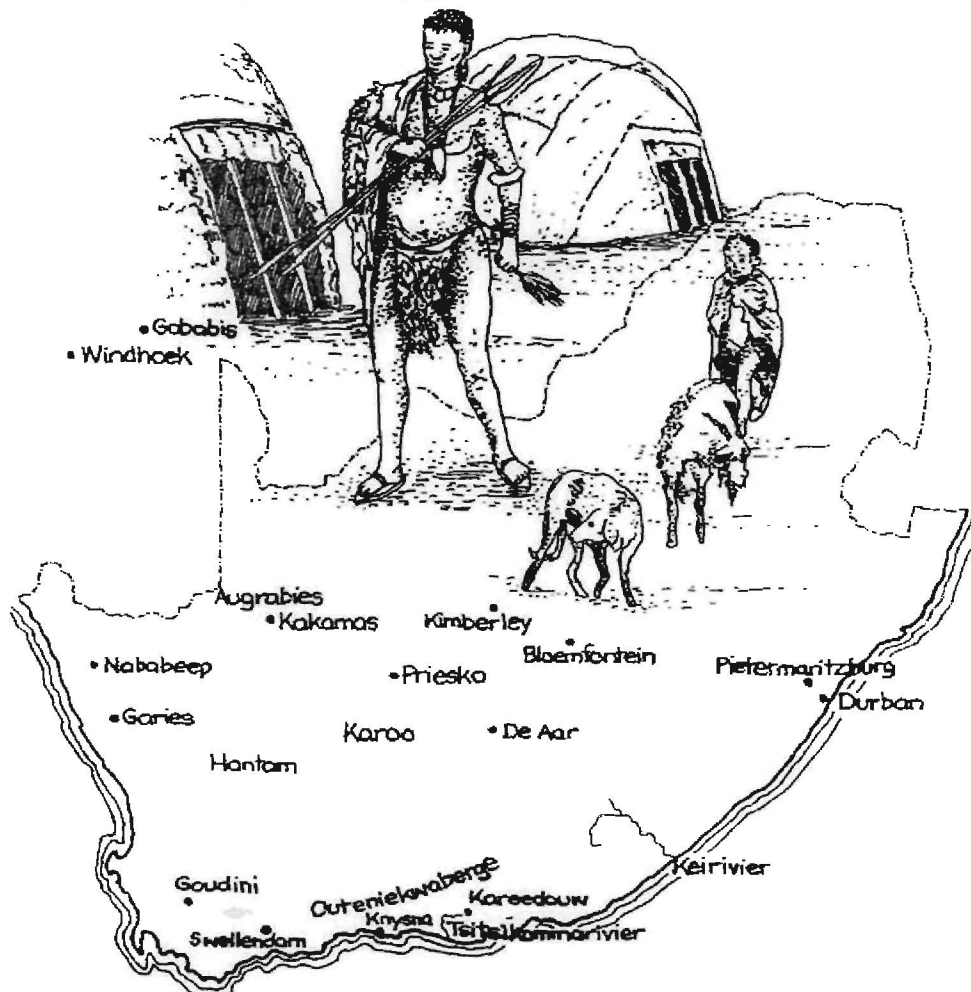 Gobabis
Windhoek
Augrabies
Kakamas
Kimberley
Bloemfontein
Nababeep
Priesko
Pietermaritzburg
Durban
Garies
Karoo
De Aar
Hantam
Keirivier
Goudini
Outeniekwaberge
Kareedouw
Knysna
Tsitsikammarivier
Swellendam